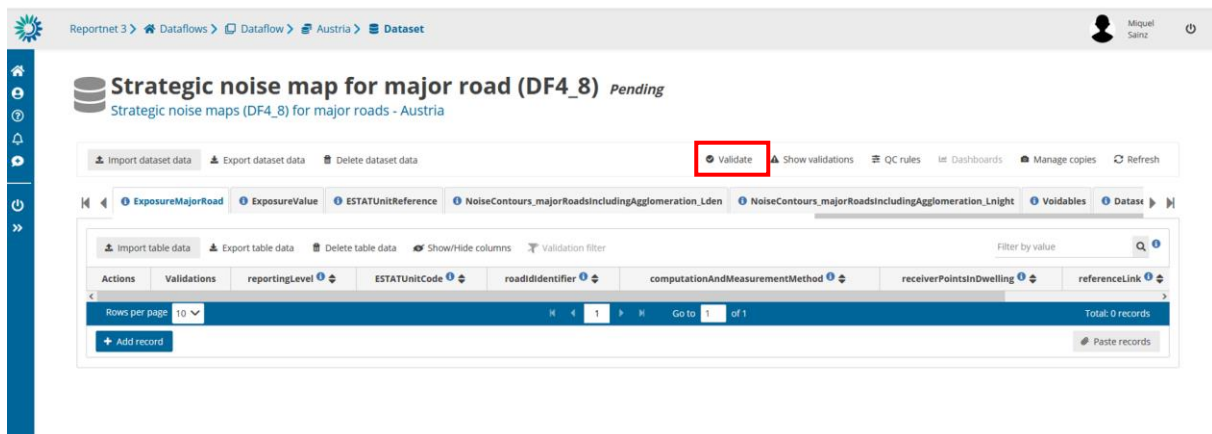 Reportnet 3 > Dataflows > Dataflow > Austria > Dataset
Miquel
Sainz
Strategic noise map for major road (DF4_8) Pending
Strategic noise maps (DF4_8) for major roads - Austria
Import dataset data Export dataset data Delete dataset data Validate Show validations QC rules Dashboards Manage copies Refresh
ExposureMajorRoad ExposureValue ESTATUnitReference NoiseContours_majorRoadsIncludingAgglomeration_Lden NoiseContours_majorRoadsIncludingAgglomeration_Lnight Voidables Datase
Import table data Export table data Delete table data Show/Hide columns Validation filter Filter by value
Actions Validations reportingLevel ESTATUnitCode roadIdIdentifier computationAndMeasurementMethod receiverPointsInDwelling referenceLink
Rows per page 10 1 Go to 1 of 1 Total: 0 records
+ Add record Paste records